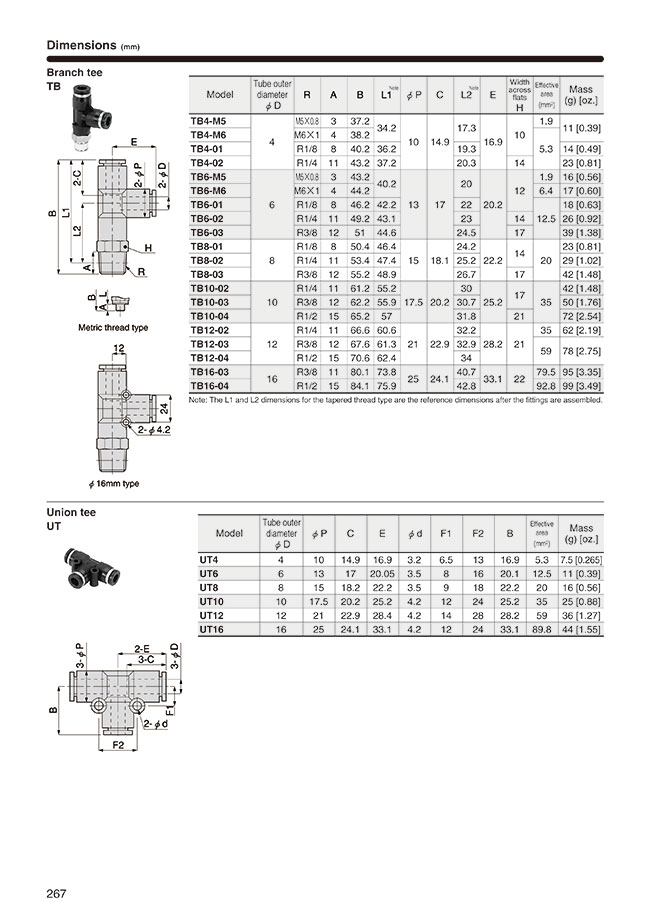 Dimensions (mm)
Branch tee
TB
Model Tube outer diameter φD R A B L1 Note φP C L2 Note E Width across flats H Effective area (mm²) Mass (g) [oz.]
TB4-M5 4 M5×0.8 3 37.2 34.2 10 14.9 17.3 16.9 10 1.9 11 [0.39]
TB4-M6 M6×1 4 38.2 5.3
TB4-01 R1/8 8 40.2 36.2 19.3 14 [0.49]
TB4-02 R1/4 11 43.2 37.2 20.3 14 23 [0.81]
TB6-M5 6 M5×0.8 3 43.2 40.2 13 17 20 20.2 12 1.9 16 [0.56]
TB6-M6 M6×1 4 44.2 6.4 17 [0.60]
TB6-01 R1/8 8 46.2 42.2 22 12.5 18 [0.63]
TB6-02 R1/4 11 49.2 43.1 23 14 26 [0.92]
TB6-03 R3/8 12 51 44.6 24.5 17 39 [1.38]
TB8-01 8 R1/8 8 50.4 46.4 15 18.1 24.2 22.2 14 20 23 [0.81]
TB8-02 R1/4 11 53.4 47.4 25.2 29 [1.02]
TB8-03 R3/8 12 55.2 48.9 26.7 17 42 [1.48]
TB10-02 10 R1/4 11 61.2 55.2 17.5 20.2 30 25.2 17 35 42 [1.48]
TB10-03 R3/8 12 62.2 55.9 30.7 50 [1.76]
TB10-04 R1/2 15 65.2 57 31.8 21 72 [2.54]
TB12-02 12 R1/4 11 66.6 60.6 21 22.9 32.2 28.2 21 35 62 [2.19]
TB12-03 R3/8 12 67.6 61.3 32.9 59 78 [2.75]
TB12-04 R1/2 15 70.6 62.4 34
TB16-03 16 R3/8 11 80.1 73.8 25 24.1 40.7 33.1 22 79.5 95 [3.35]
TB16-04 R1/2 15 84.1 75.9 42.8 92.8 99 [3.49]
Note: The L1 and L2 dimensions for the tapered thread type are the reference dimensions after the fittings are assembled.
E
2-C
2-φP
2-φD
B
L1
L2
H
A
R
B
L
A
Metric thread type
12
24
2-φ4.2
φ16mm type
Union tee
UT
Model Tube outer diameter φD φP C E φd F1 F2 B Effective area (mm²) Mass (g) [oz.]
UT4 4 10 14.9 16.9 3.2 6.5 13 16.9 5.3 7.5 [0.265]
UT6 6 13 17 20.05 3.5 8 16 20.1 12.5 11 [0.39]
UT8 8 15 18.2 22.2 3.5 9 18 22.2 20 16 [0.56]
UT10 10 17.5 20.2 25.2 4.2 12 24 25.2 35 25 [0.88]
UT12 12 21 22.9 28.4 4.2 14 28 28.2 59 36 [1.27]
UT16 16 25 24.1 33.1 4.2 12 24 33.1 89.8 44 [1.55]
3-φP
2-E
3-C
3-φD
B
F1
2-φd
F2
267